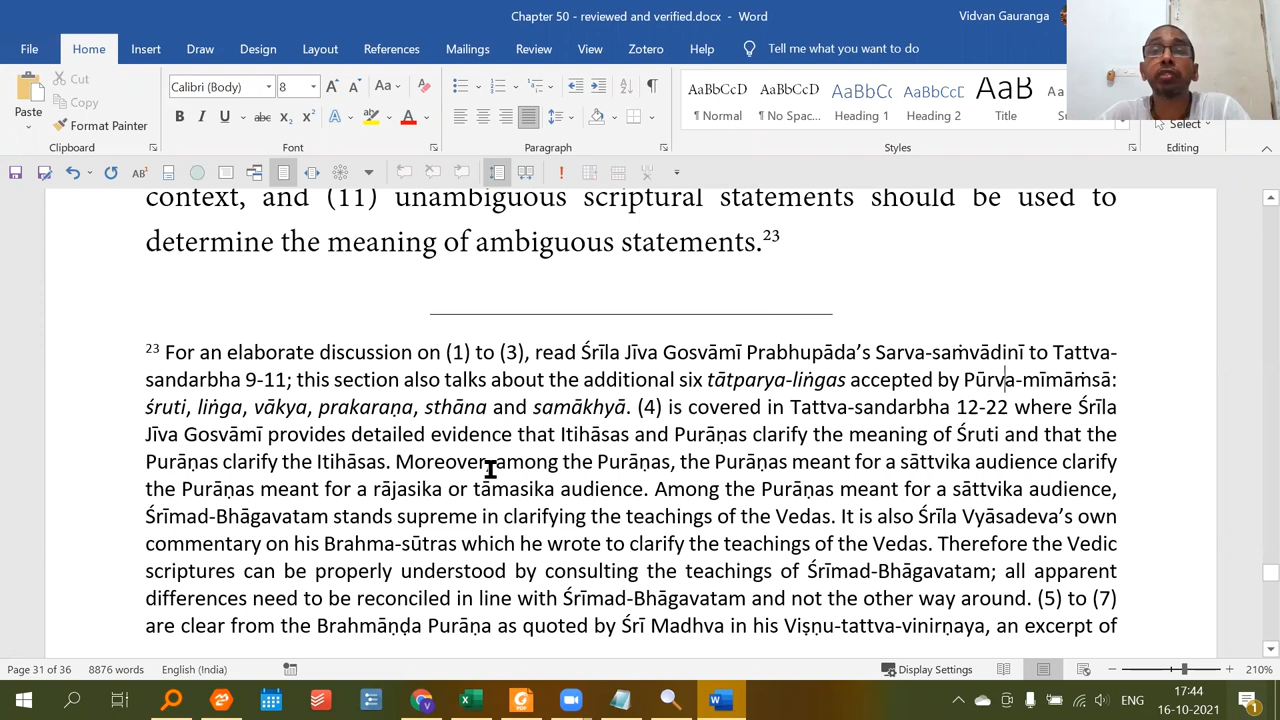 Chapter 50 - reviewed and verified.docx - Word
Vidvan Gauranga
File Home Insert Draw Design Layout References Mailings Review View Zotero Help Tell me what you want to do
Cut
Copy
Format Painter
Paste
Calibri (Body) 8
AaBbCcDc AaBbCcDc AaBbCc AaBbCcD AaB Aa
¶ Normal ¶ No Spac... Heading 1 Heading 2 Title
Select
Clipboard Font Paragraph Styles Editing
context, and (11) unambiguous scriptural statements should be used to
determine the meaning of ambiguous statements.23
23 For an elaborate discussion on (1) to (3), read Śrīla Jīva Gosvāmī Prabhupāda’s Sarva-saṁvādinī to Tattva-
sandarbha 9-11; this section also talks about the additional six tātparya-liṅgas accepted by Pūrva-mīmāṁsā:
śruti, liṅga, vākya, prakaraṇa, sthāna and samākhyā. (4) is covered in Tattva-sandarbha 12-22 where Śrīla
Jīva Gosvāmī provides detailed evidence that Itihāsas and Purāṇas clarify the meaning of Śruti and that the
Purāṇas clarify the Itihāsas. Moreover, among the Purāṇas, the Purāṇas meant for a sāttvika audience clarify
the Purāṇas meant for a rājasika or tāmasika audience. Among the Purāṇas meant for a sāttvika audience,
Śrīmad-Bhāgavatam stands supreme in clarifying the teachings of the Vedas. It is also Śrīla Vyāsadeva’s own
commentary on his Brahma-sūtras which he wrote to clarify the teachings of the Vedas. Therefore the Vedic
scriptures can be properly understood by consulting the teachings of Śrīmad-Bhāgavatam; all apparent
differences need to be reconciled in line with Śrīmad-Bhāgavatam and not the other way around. (5) to (7)
are clear from the Brahmāṇḍa Purāṇa as quoted by Śrī Madhva in his Viṣṇu-tattva-vinirṇaya, an excerpt of
Page 31 of 36 8876 words English (India) Display Settings 210%
ENG 17:44
16-10-2021